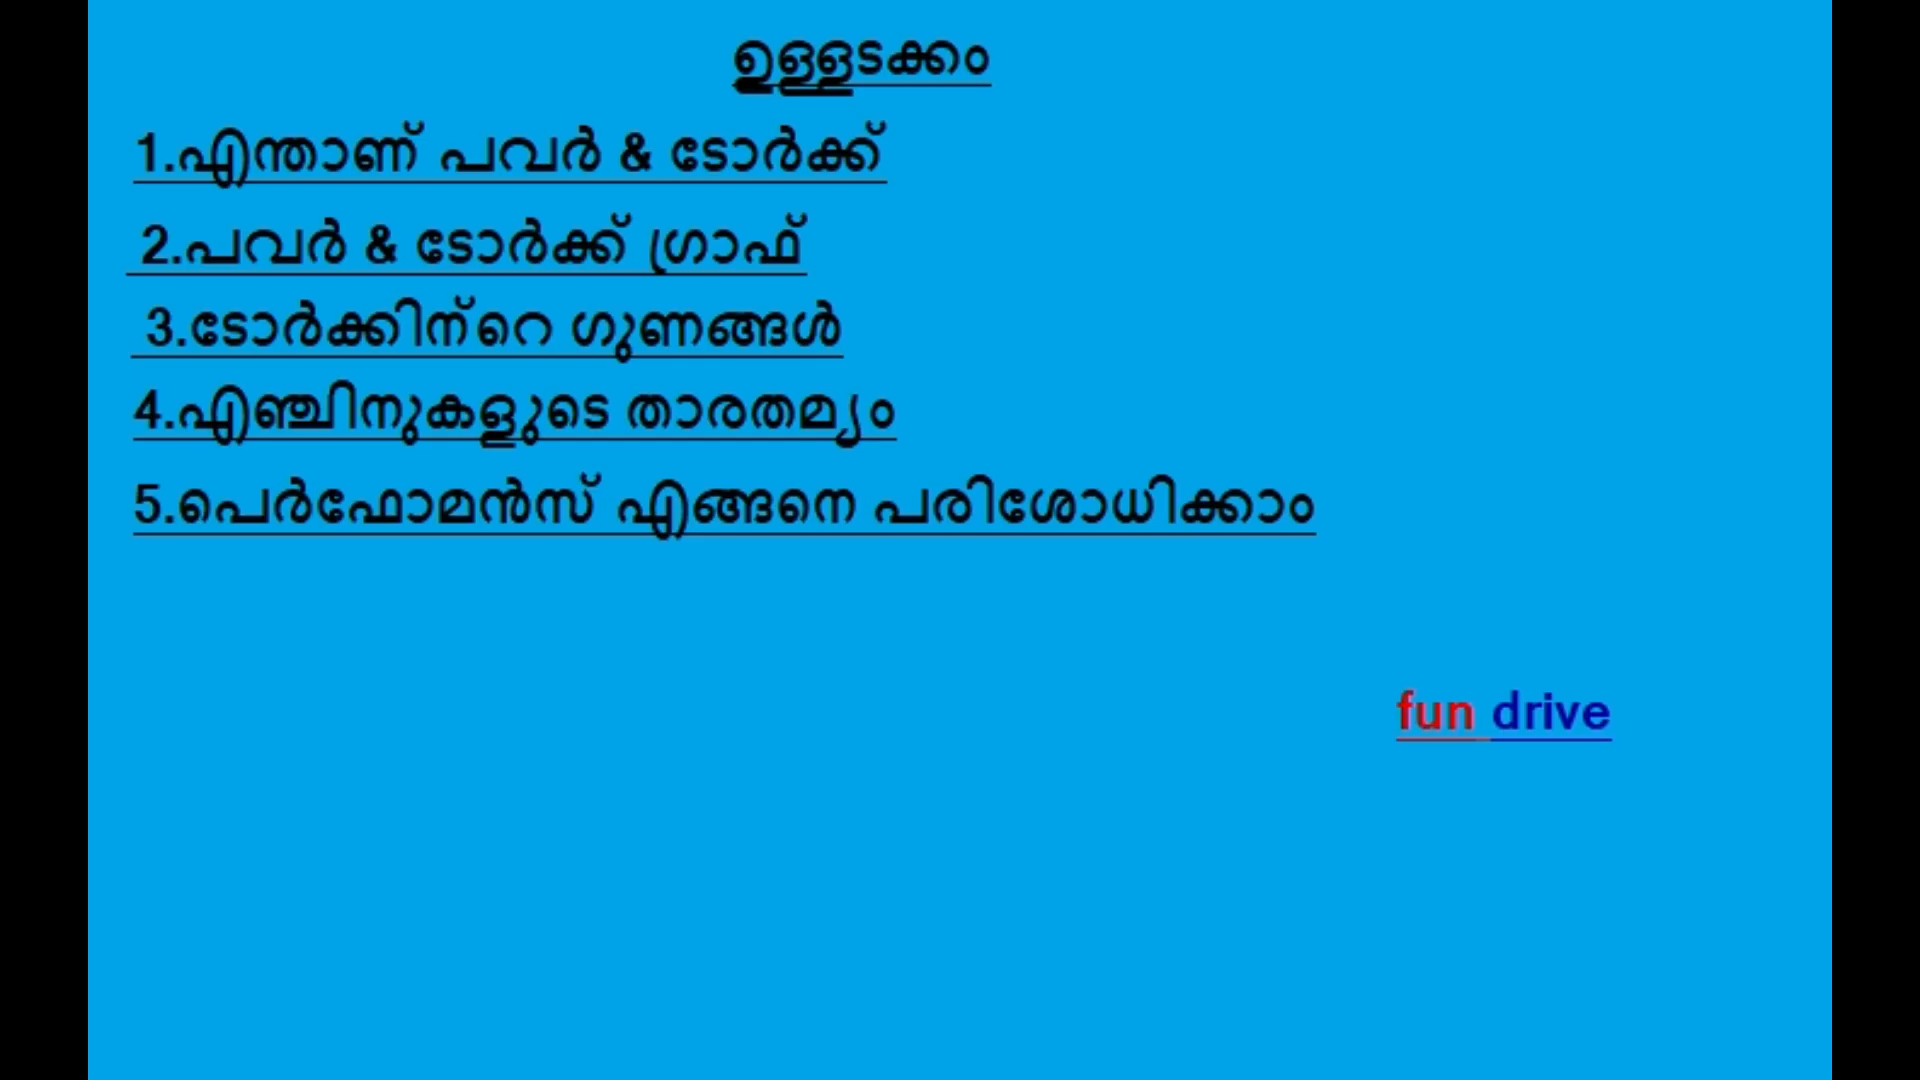 ഉള്ളടക്കം
1.എന്താണ് പവർ & ടോർക്ക്
2.പവർ & ടോർക്ക് ഗ്രാഫ്
3.ടോർക്കിന്‌റെ ഗുണങ്ങൾ
4.എഞ്ചിനുകളുടെ താരതമ്യം
5.പെർഫോമൻസ് എങ്ങനെ പരിശോധിക്കാം
fun drive